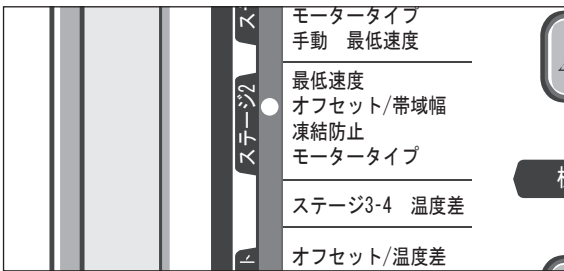 モータータイプ
手動　最低速度
ステージ2
最低速度
オフセット/帯域幅
凍結防止
モータータイプ
ステージ3-4　温度差
オフセット/温度差